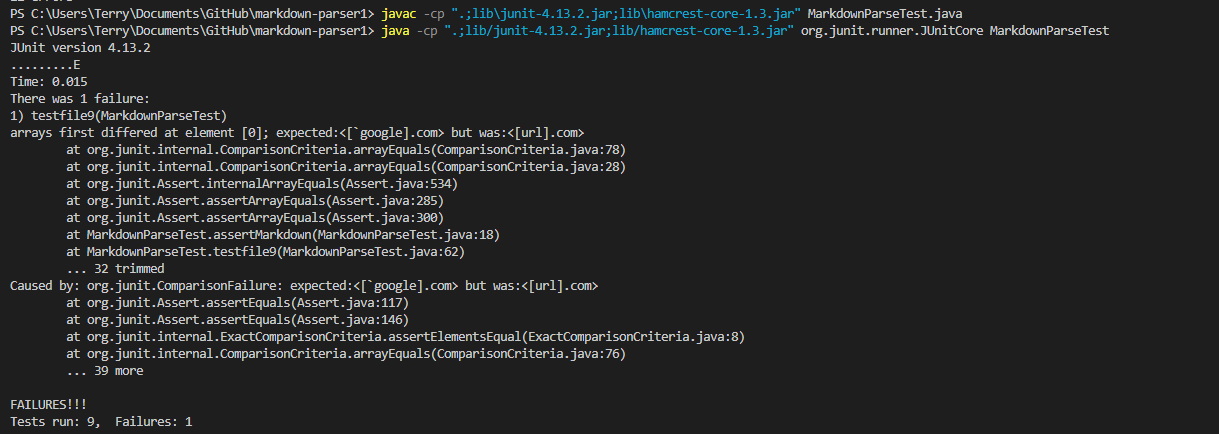 PS C:\Users\Terry\Documents\GitHub\markdown-parser1> javac -cp ".;lib\junit-4.13.2.jar;lib\hamcrest-core-1.3.jar" MarkdownParseTest.java
PS C:\Users\Terry\Documents\GitHub\markdown-parser1> java -cp ".;lib/junit-4.13.2.jar;lib/hamcrest-core-1.3.jar" org.junit.runner.JUnitCore MarkdownParseTest
JUnit version 4.13.2
.........E
Time: 0.015
There was 1 failure:
1) testfile9(MarkdownParseTest)
arrays first differed at element [0]; expected:<[`google].com> but was:<[url].com>
        at org.junit.internal.ComparisonCriteria.arrayEquals(ComparisonCriteria.java:78)
        at org.junit.internal.ComparisonCriteria.arrayEquals(ComparisonCriteria.java:28)
        at org.junit.Assert.internalArrayEquals(Assert.java:534)
        at org.junit.Assert.assertArrayEquals(Assert.java:285)
        at org.junit.Assert.assertArrayEquals(Assert.java:300)
        at MarkdownParseTest.assertMarkdown(MarkdownParseTest.java:18)
        at MarkdownParseTest.testfile9(MarkdownParseTest.java:62)
        ... 32 trimmed
Caused by: org.junit.ComparisonFailure: expected:<[`google].com> but was:<[url].com>
        at org.junit.Assert.assertEquals(Assert.java:117)
        at org.junit.Assert.assertEquals(Assert.java:146)
        at org.junit.internal.ExactComparisonCriteria.assertElementsEqual(ExactComparisonCriteria.java:8)
        at org.junit.internal.ComparisonCriteria.arrayEquals(ComparisonCriteria.java:76)
        ... 39 more
FAILURES!!!
Tests run: 9,  Failures: 1